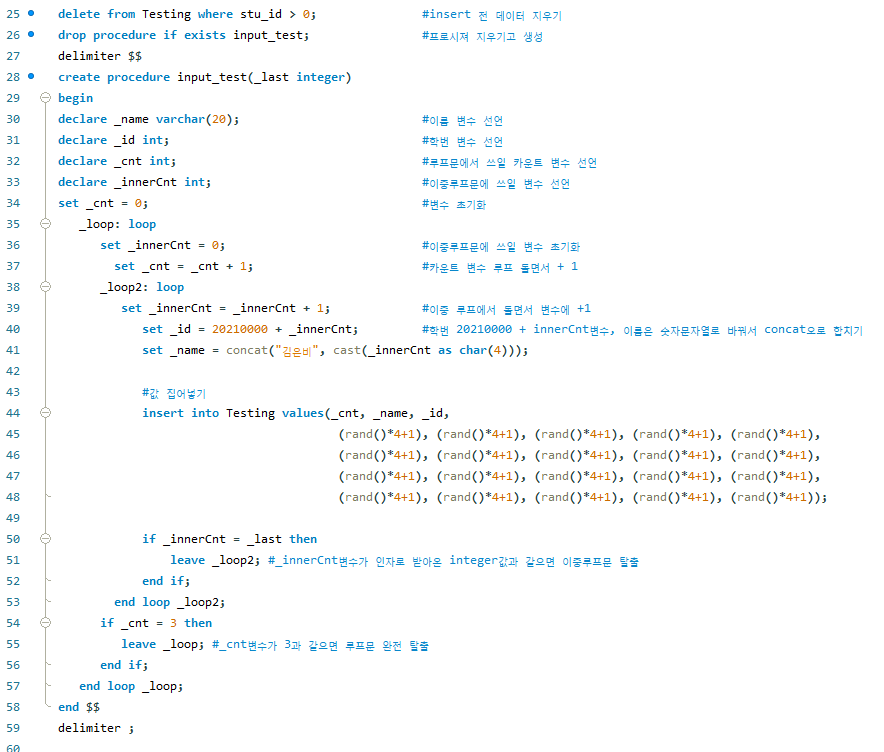 25 delete from Testing where stu_id > 0; #insert 전 데이터 지우기
26 drop procedure if exists input_test; #프로시져 지우기고 생성
27 delimiter $$
28 create procedure input_test(_last integer)
29 begin
30 declare _name varchar(20); #이름 변수 선언
31 declare _id int; #학번 변수 선언
32 declare _cnt int; #루프문에서 쓰일 카운트 변수 선언
33 declare _innerCnt int; #이중루프문에 쓰일 변수 선언
34 set _cnt = 0; #변수 초기화
35 _loop: loop
36 set _innerCnt = 0; #이중루프문에 쓰일 변수 초기화
37 set _cnt = _cnt + 1; #카운트 변수 루프 돌면서 + 1
38 _loop2: loop
39 set _innerCnt = _innerCnt + 1; #이중 루프에서 돌면서 변수에 +1
40 set _id = 20210000 + _innerCnt; #학번 20210000 + innerCnt변수, 이름은 숫자문자열로 바꿔서 concat으로 합치기
41 set _name = concat("김은비", cast(_innerCnt as char(4)));
42
43 #값 집어넣기
44 insert into Testing values(_cnt, _name, _id,
45 (rand()*4+1), (rand()*4+1), (rand()*4+1), (rand()*4+1), (rand()*4+1),
46 (rand()*4+1), (rand()*4+1), (rand()*4+1), (rand()*4+1), (rand()*4+1),
47 (rand()*4+1), (rand()*4+1), (rand()*4+1), (rand()*4+1), (rand()*4+1),
48 (rand()*4+1), (rand()*4+1), (rand()*4+1), (rand()*4+1), (rand()*4+1));
49
50 if _innerCnt = _last then
51 leave _loop2; #_innerCnt변수가 인자로 받아온 integer값과 같으면 이중루프문 탈출
52 end if;
53 end loop _loop2;
54 if _cnt = 3 then
55 leave _loop; #_cnt변수가 3과 같으면 루프문 완전 탈출
56 end if;
57 end loop _loop;
58 end $$
59 delimiter ;
60